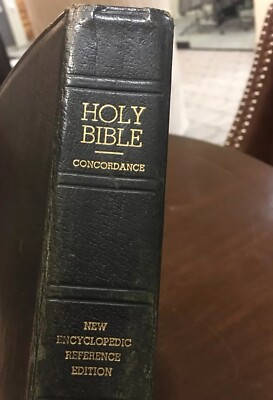 HOLY
BIBLE
CONCORDANCE
NEW
ENCYCLOPEDIC
REFERENCE
EDITION